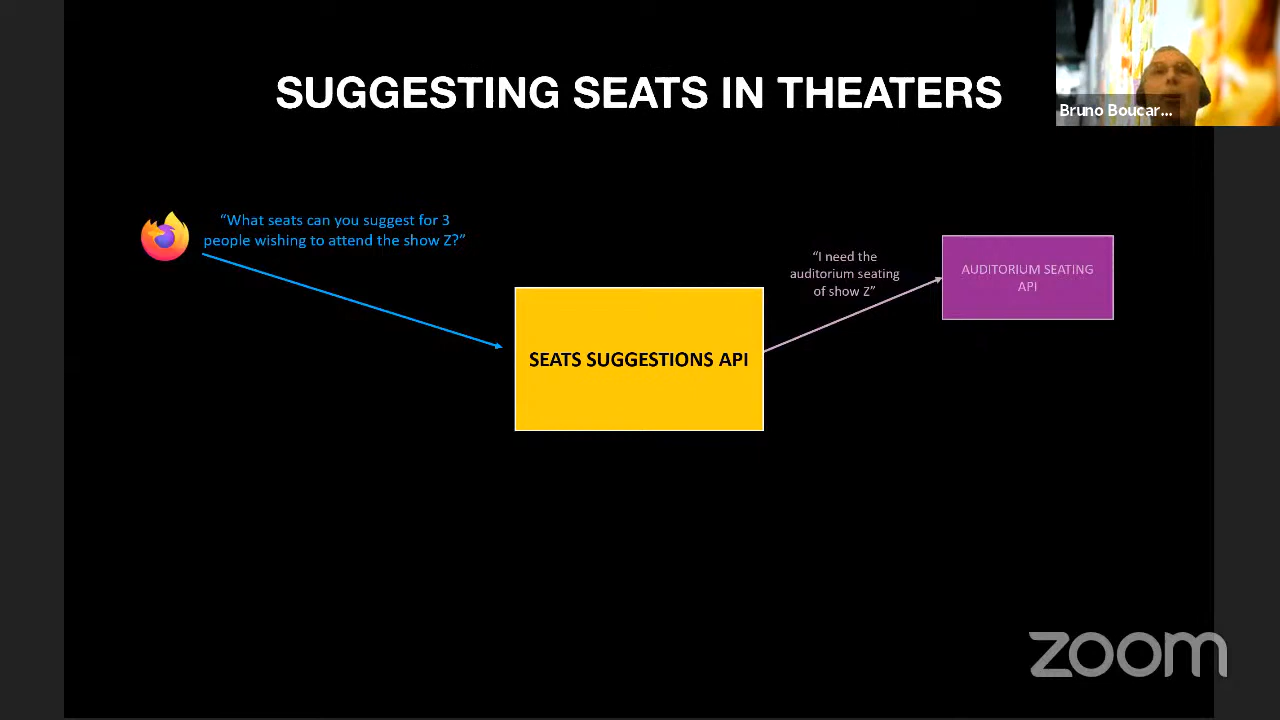 SUGGESTING SEATS IN THEATERS
Bruno Boucar...
“What seats can you suggest for 3
people wishing to attend the show Z?”
“I need the
auditorium seating
of show Z”
AUDITORIUM SEATING
API
SEATS SUGGESTIONS API
zoom